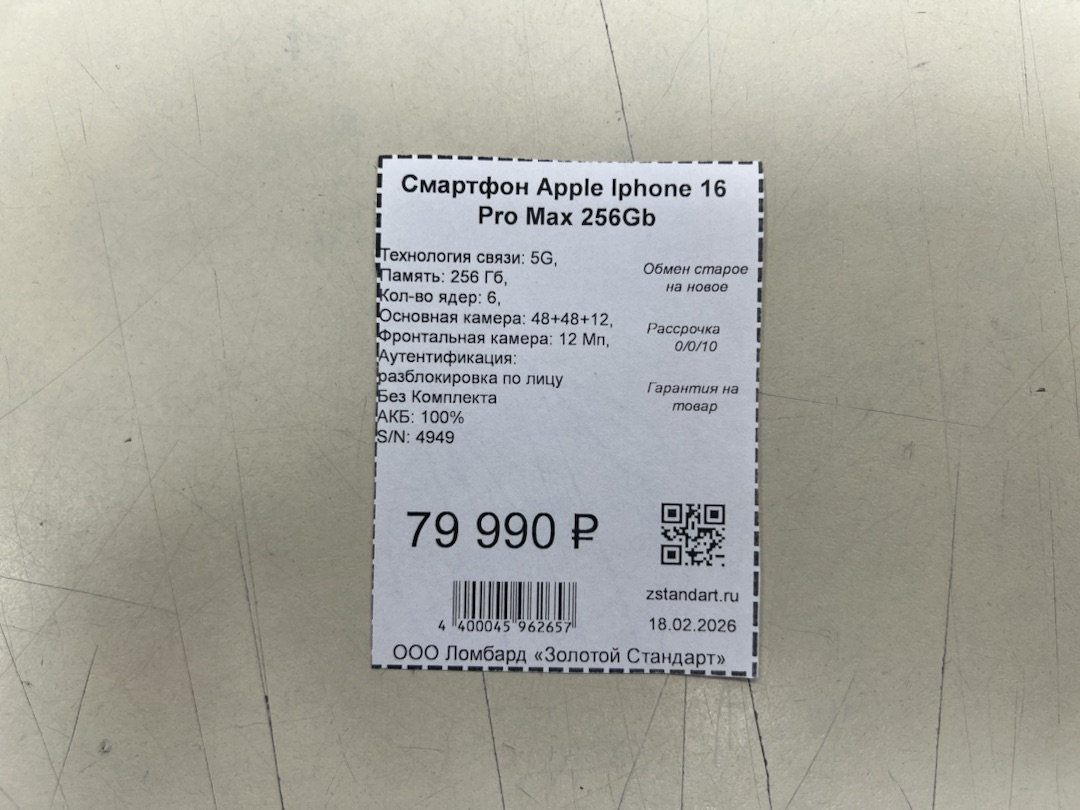 Смартфон Apple Iphone 16
Pro Max 256Gb
Технология связи: 5G,
Память: 256 Гб,
Кол-во ядер: 6,
Основная камера: 48+48+12,
Фронтальная камера: 12 Мп,
Аутентификация:
разблокировка по лицу
Без Комплекта
АКБ: 100%
S/N: 4949
Обмен старое
на новое
Рассрочка
0/0/10
Гарантия на
товар
79 990 ₽
4 400045 962657
zstandart.ru
18.02.2026
ООО Ломбард «Золотой Стандарт»